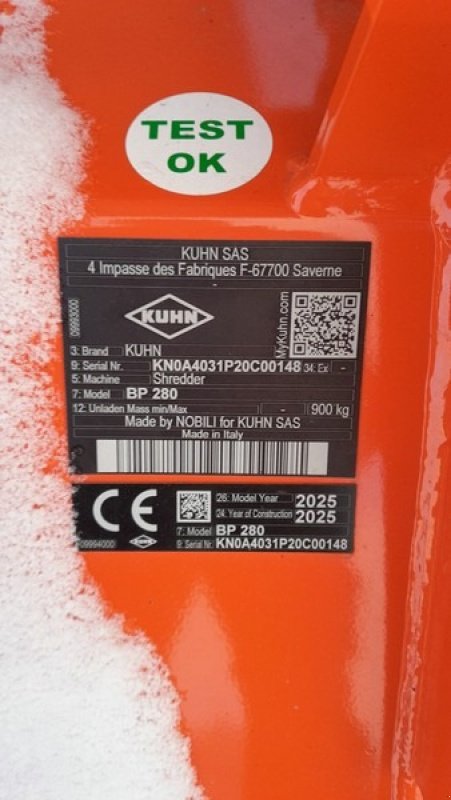 TEST
OK
KUHN SAS
4 Impasse des Fabriques F-67700 Saverne
-
09993000
KUHN
MyKuhn.com
3: Brand KUHN
9: Serial Nr. KN0A4031P20C00148 34: Ex -
5: Machine Shredder
7: Model BP 280
12: Unladen Mass min/Max - 900 kg
Made by NOBILI for KUHN SAS
Made in Italy
CE 26: Model Year 2025
24: Year of Construction 2025
7: Model BP 280
09994000 KUHN 9: Serial Nr: KN0A4031P20C00148